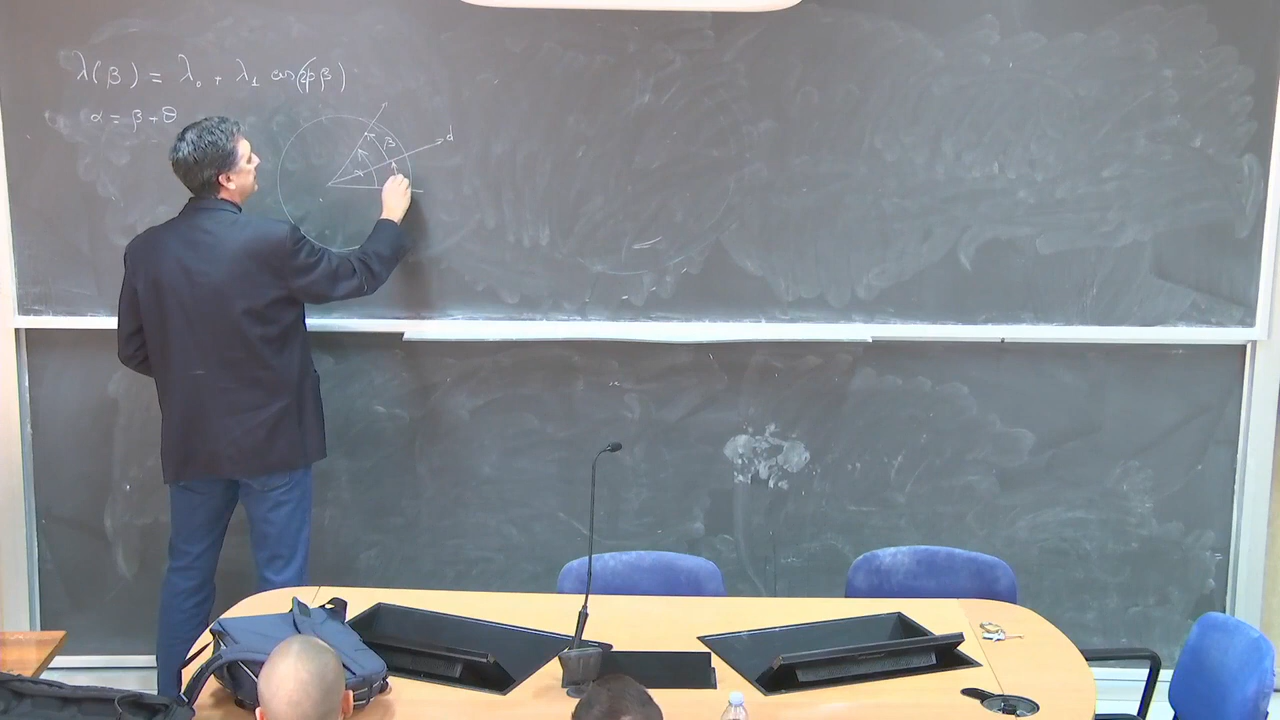 λ(β) = λ₀ + λ₁ cos(2pβ)
α = β + θ
d
β
α